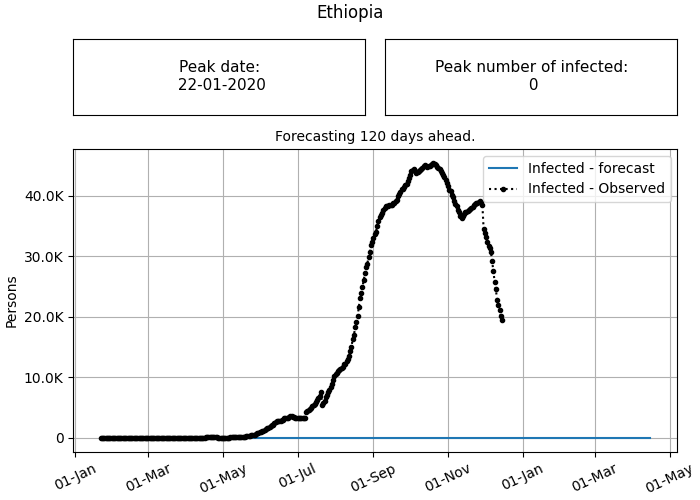 Ethiopia
Peak date:
22-01-2020
Peak number of infected:
0
Forecasting 120 days ahead.
Infected - forecast
Infected - Observed
Persons
40.0K
30.0K
20.0K
10.0K
0
01-Jan
01-Mar
01-May
01-Jul
01-Sep
01-Nov
01-Jan
01-Mar
01-May